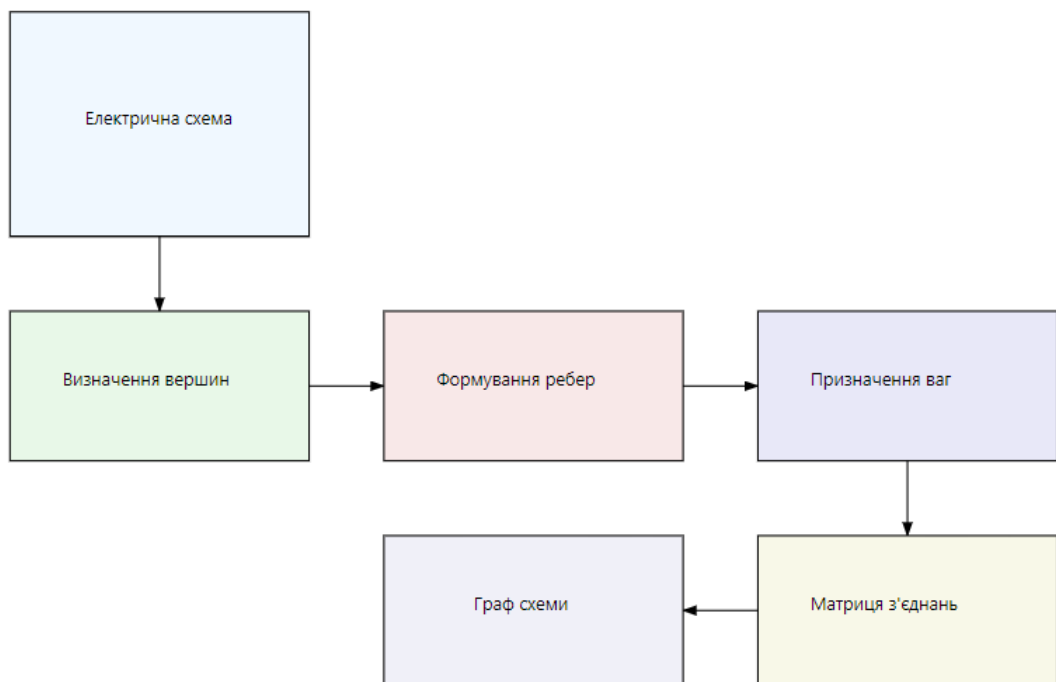 Електрична схема
Визначення вершин
Формування ребер
Призначення ваг
Граф схеми
Матриця з'єднань